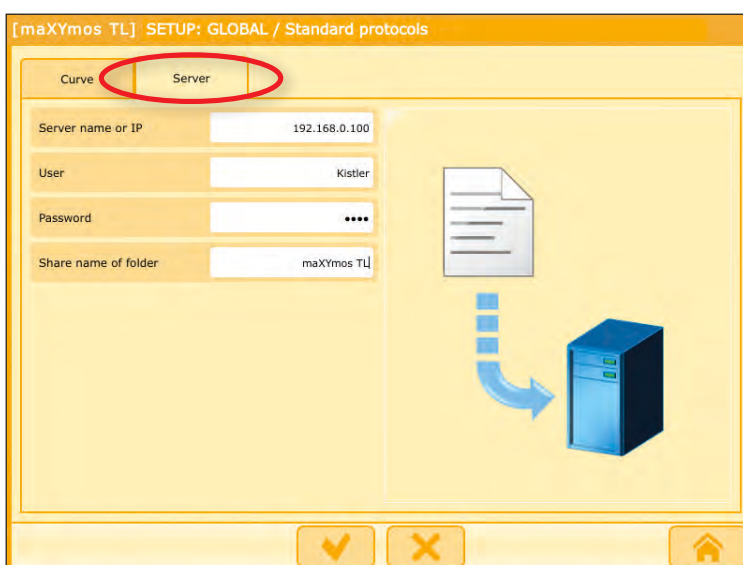 [maXYmos TL] SETUP: GLOBAL / Standard protocols
Curve Server
Server name or IP 192.168.0.100
User Kistler
Password ••••
Share name of folder maXYmos TL